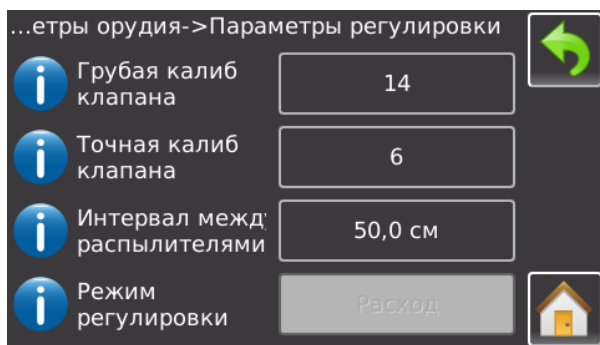 ...етры орудия->Параметры регулировки
Грубая калиб
клапана
14
Точная калиб
клапана
6
Интервал межд
распылителями
50,0 см
Режим
регулировки
Расход